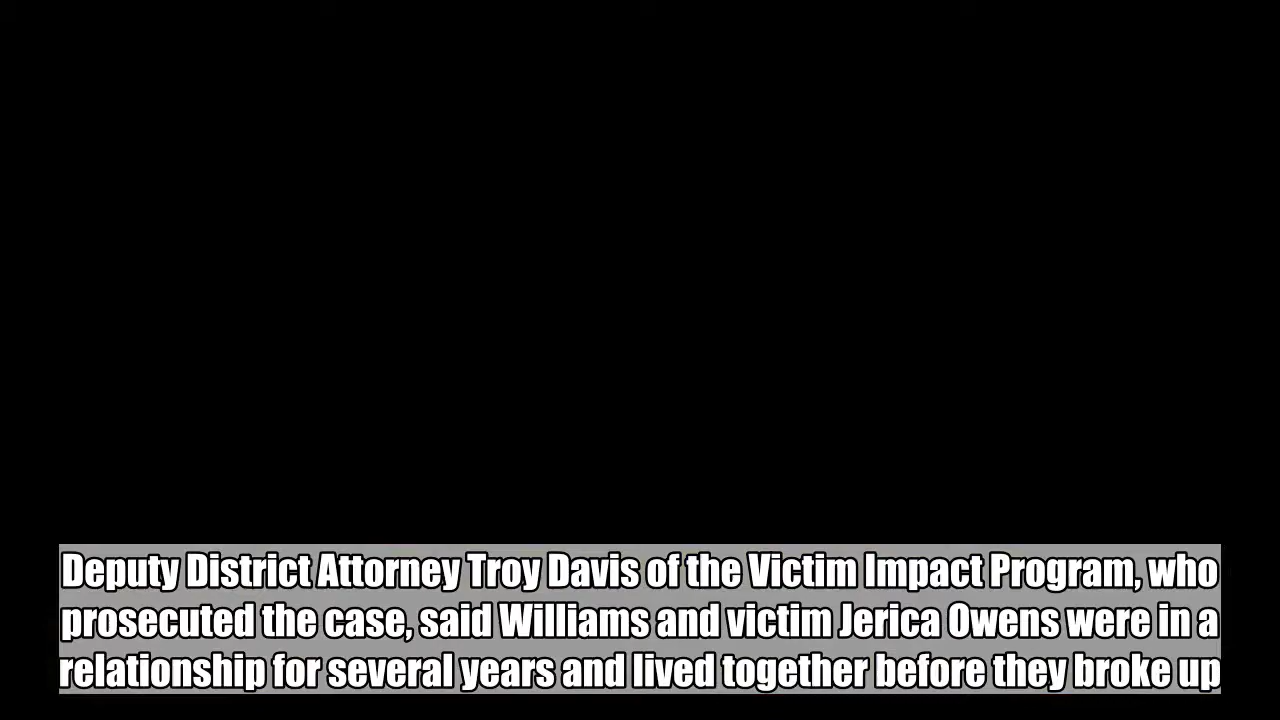 Deputy District Attorney Troy Davis of the Victim Impact Program, who
prosecuted the case, said Williams and victim Jerica Owens were in a
relationship for several years and lived together before they broke up